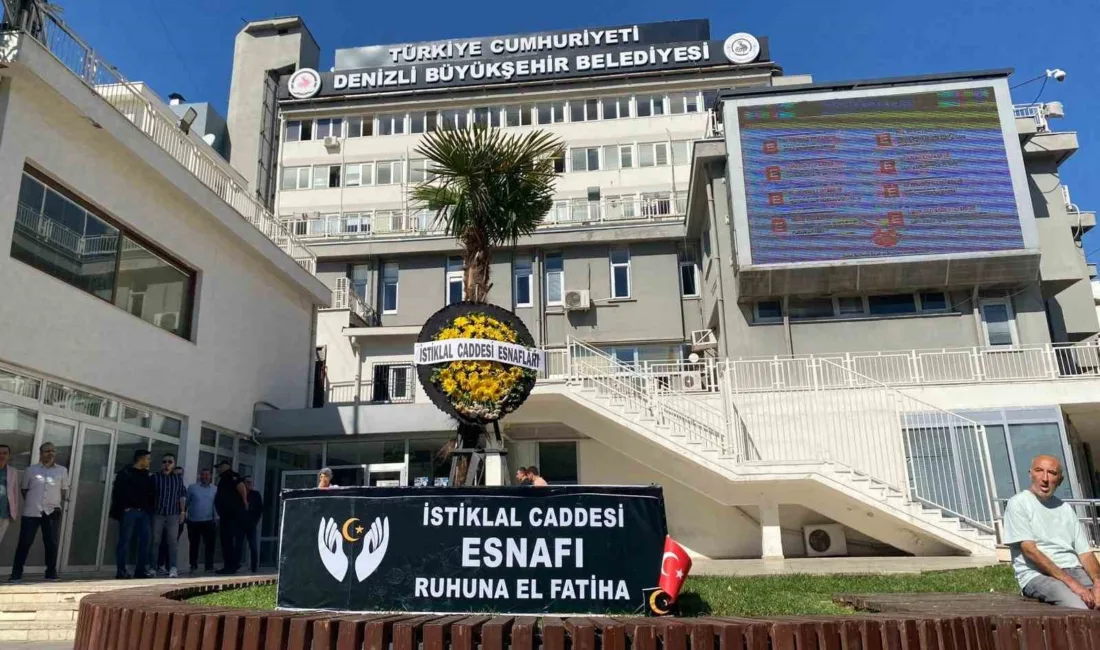 TÜRKİYE CUMHURİYETİ
DENİZLİ BÜYÜKŞEHİR BELEDİYESİ
İSTİKLAL CADDESİ ESNAFLARI
İSTİKLAL CADDESİ
ESNAFI
RUHUNA EL FATİHA